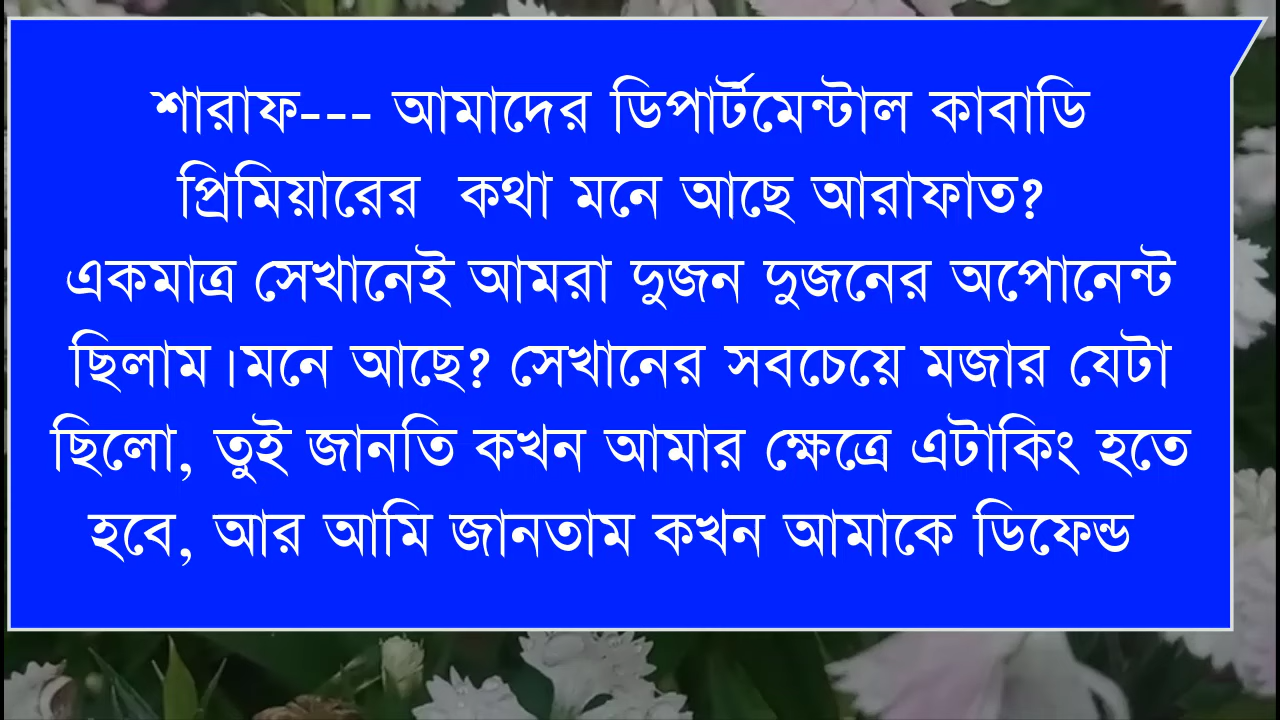 শারাফ--- আমাদের ডিপার্টমেন্টাল কাবাডি
প্রিমিয়ারের কথা মনে আছে আরাফাত?
একমাত্র সেখানেই আমরা দুজন দুজনের অপোনেন্ট
ছিলাম।মনে আছে? সেখানের সবচেয়ে মজার যেটা
ছিলো, তুই জানতি কখন আমার ক্ষেত্রে এটাকিং হতে
হবে, আর আমি জানতাম কখন আমাকে ডিফেন্ড